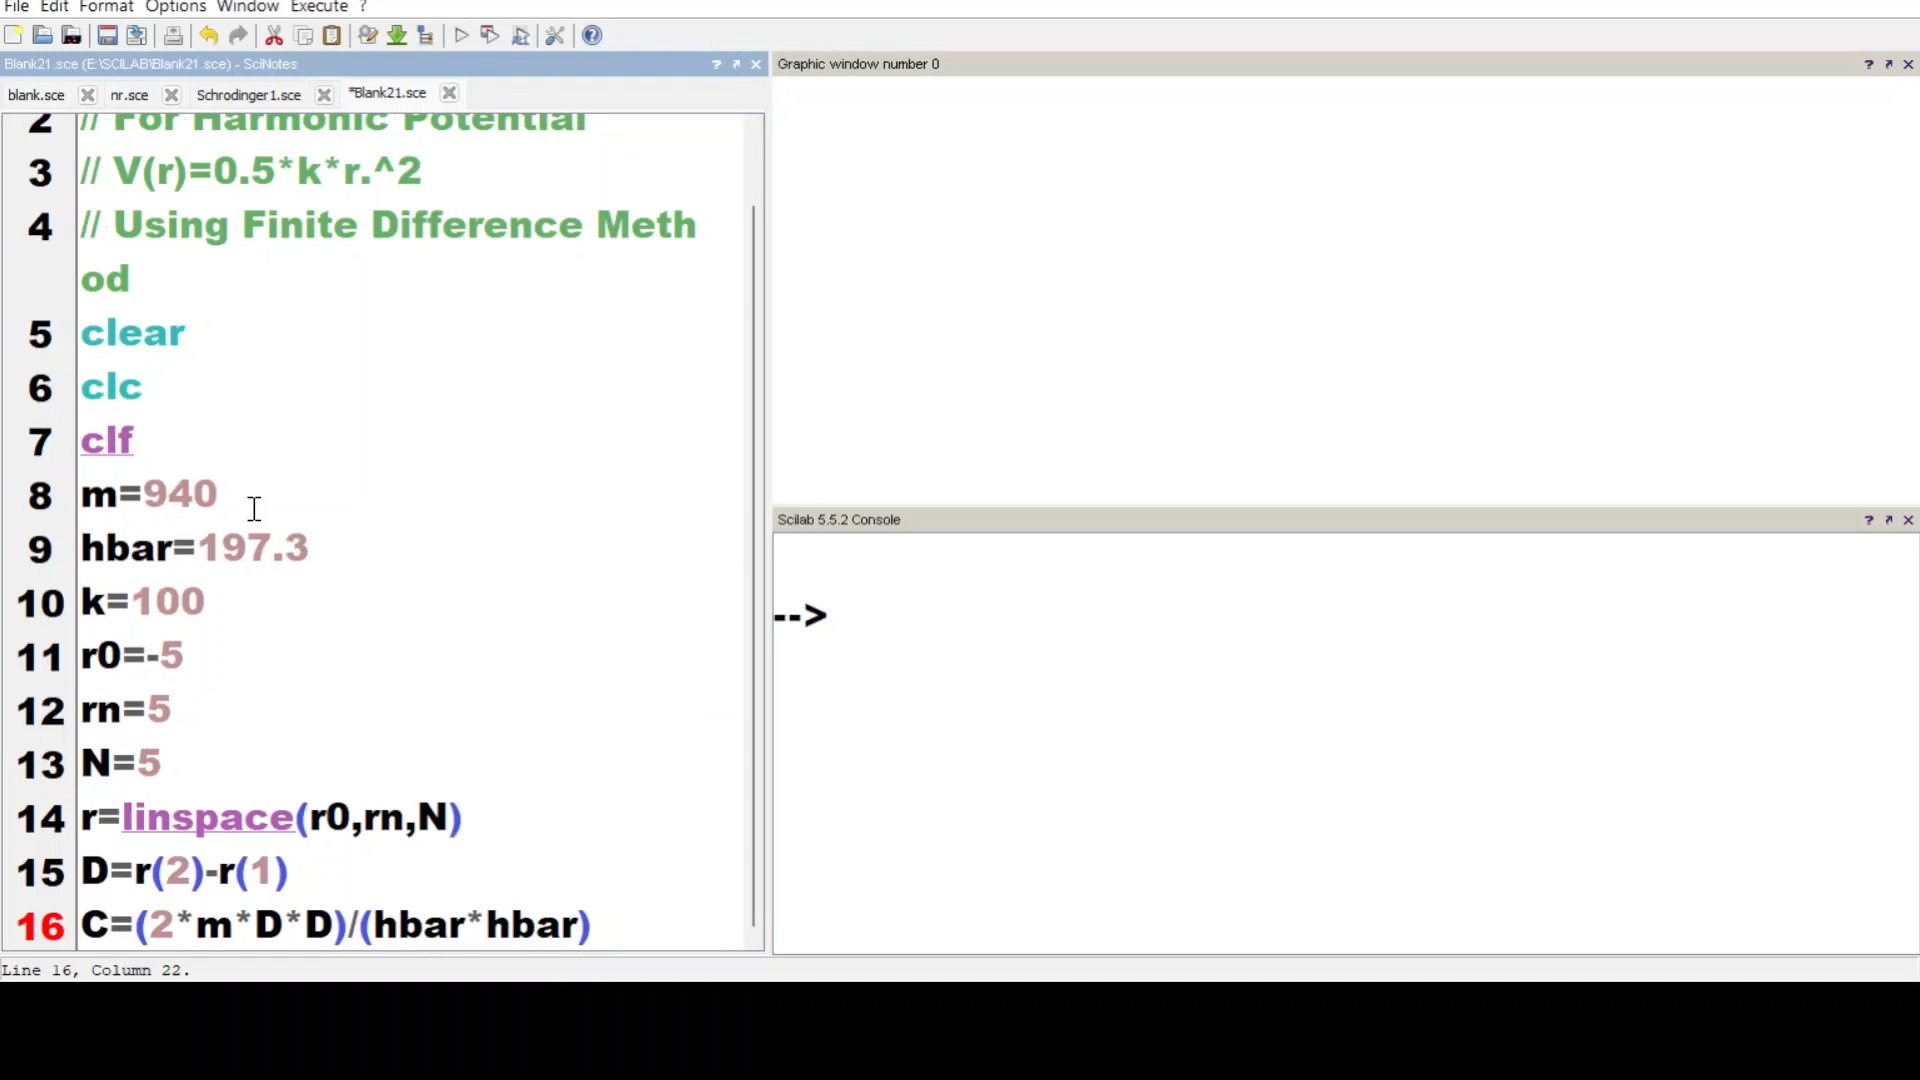 File Edit Format Options Window Execute ?
Blank21.sce (E:\SCILAB\Blank21.sce) - SciNotes
blank.sce nr.sce Schrodinger1.sce *Blank21.sce
2 // For Harmonic Potential
3 // V(r)=0.5*k*r.^2
4 // Using Finite Difference Meth
od
5 clear
6 clc
7 clf
8 m=940
9 hbar=197.3
10 k=100
11 r0=-5
12 rn=5
13 N=5
14 r=linspace(r0,rn,N)
15 D=r(2)-r(1)
16 C=(2*m*D*D)/(hbar*hbar)
Line 16, Column 22.
Graphic window number 0
Scilab 5.5.2 Console
-->